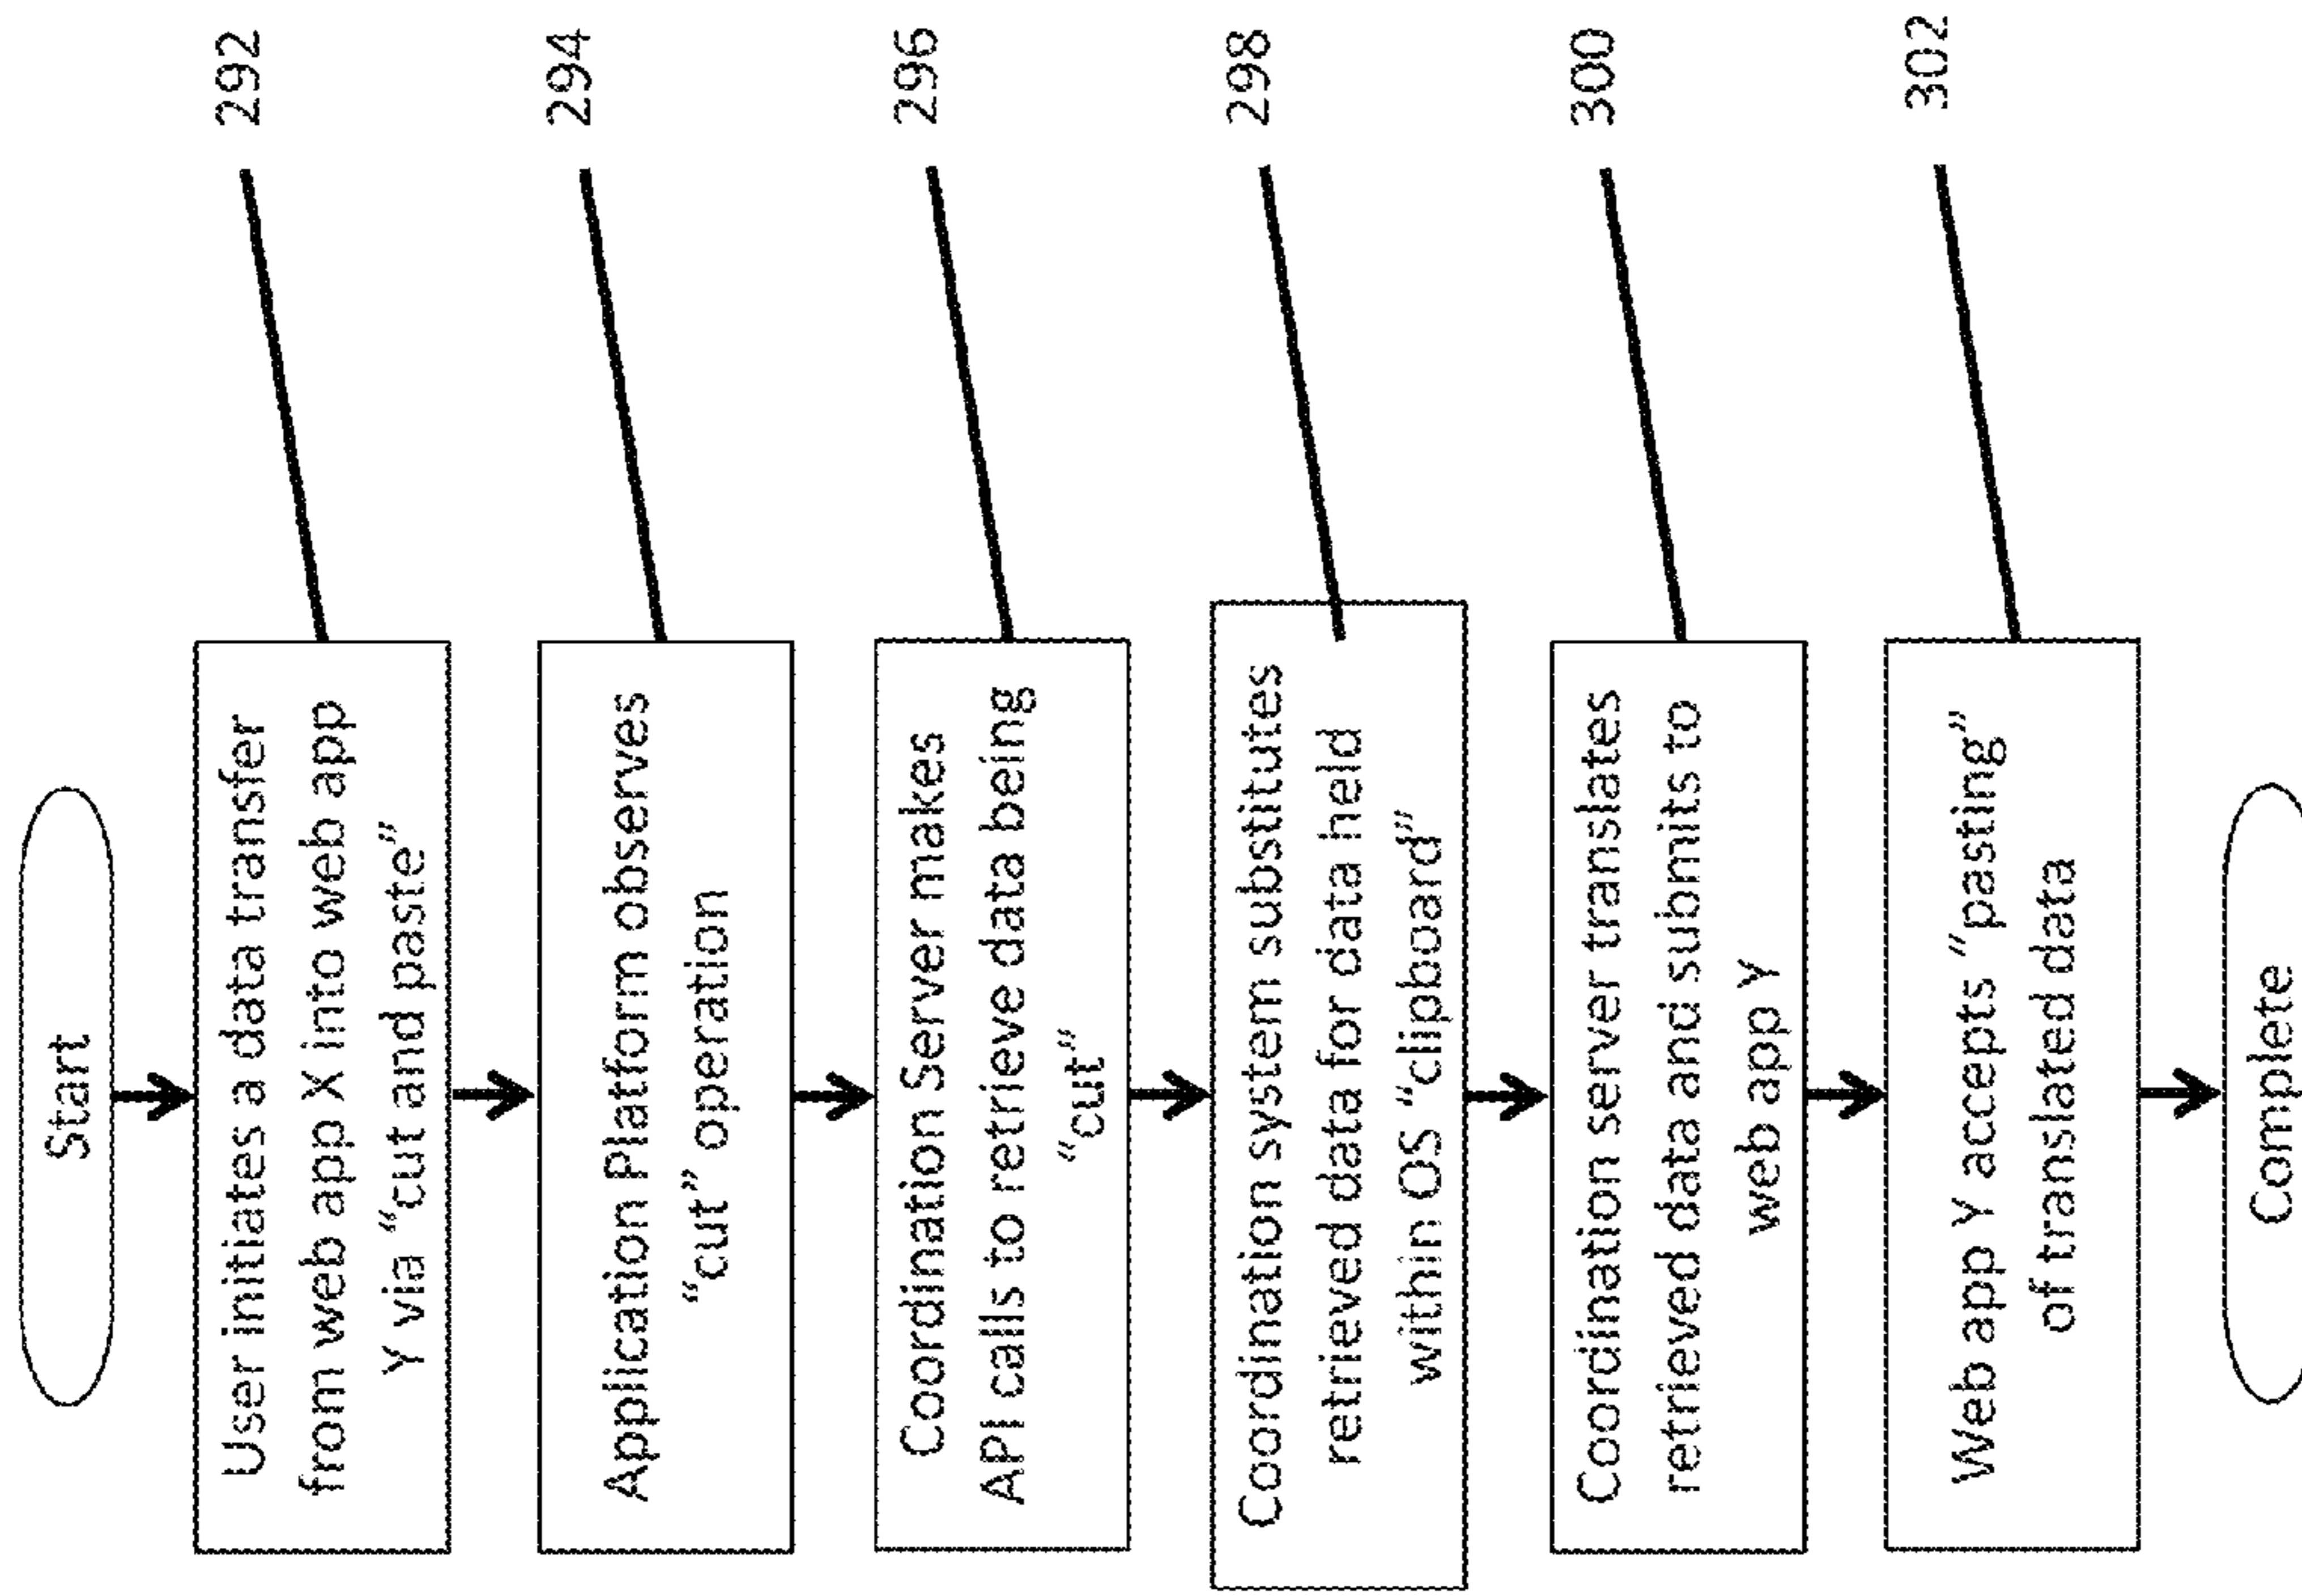 Start
User initiates a data transfer
from web app X into web app
Y via “cut and paste”
292
Application Platform observes
“cut” operation
294
Coordination Server makes
API calls to retrieve data being
“cut”
296
Coordination system substitutes
retrieved data for data held
within OS “clipboard”
298
Coordination server translates
retrieved data and submits to
web app Y
300
Web app Y accepts “pasting”
of translated data
302
Complete